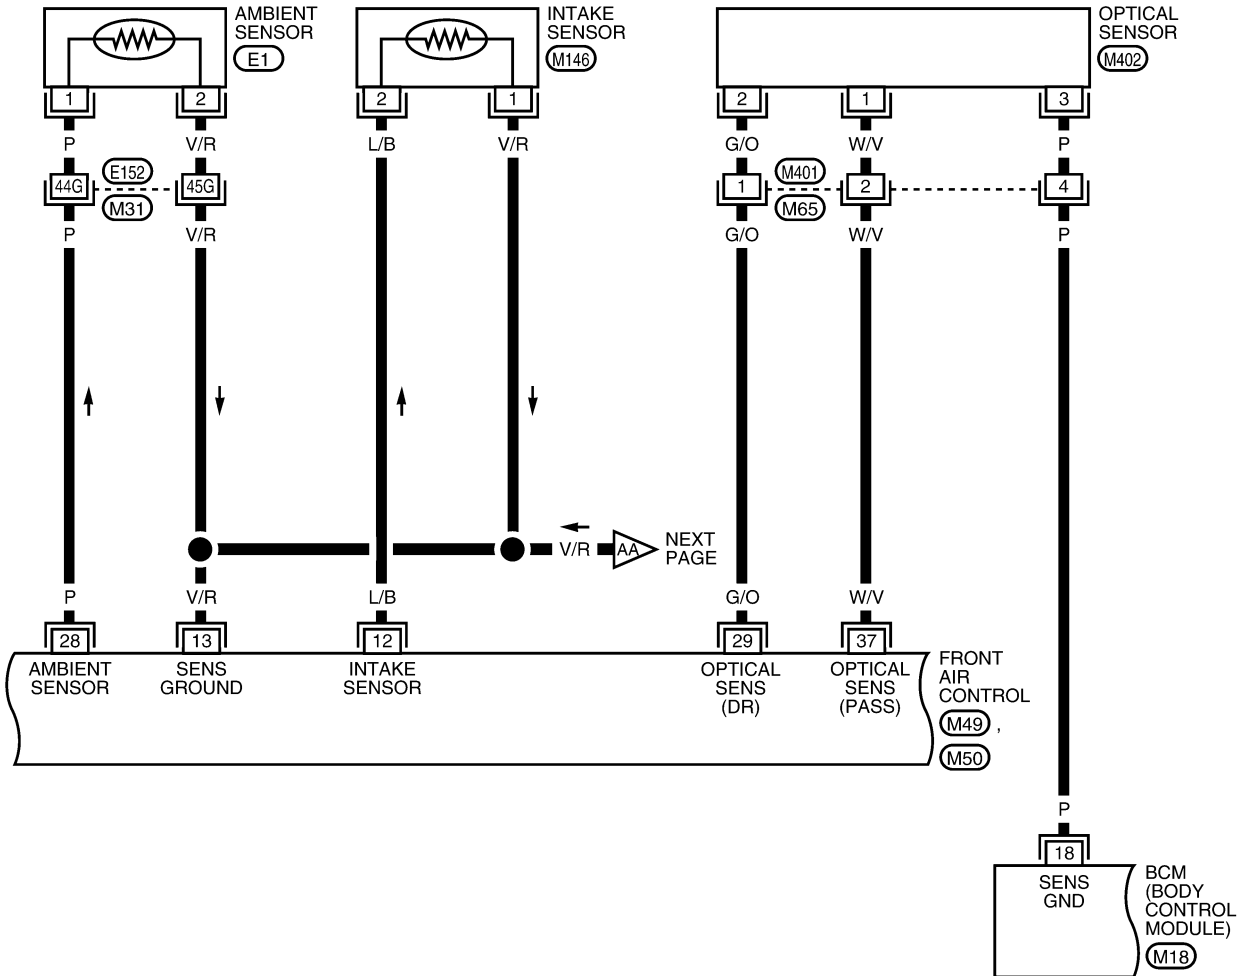 AMBIENT
SENSOR
E1
INTAKE
SENSOR
M146
OPTICAL
SENSOR
M402
1
2
2
1
2
1
3
P
V/R
L/B
V/R
G/O
W/V
P
44G
E152
M31
45G
1
M401
M65
2
4
P
V/R
G/O
W/V
P
V/R
AA
NEXT
PAGE
P
V/R
L/B
G/O
W/V
28
13
12
29
37
AMBIENT
SENSOR
SENS
GROUND
INTAKE
SENSOR
OPTICAL
SENS
(DR)
OPTICAL
SENS
(PASS)
FRONT
AIR
CONTROL
M49 ,
M50
P
18
SENS
GND
BCM
(BODY
CONTROL
MODULE)
M18